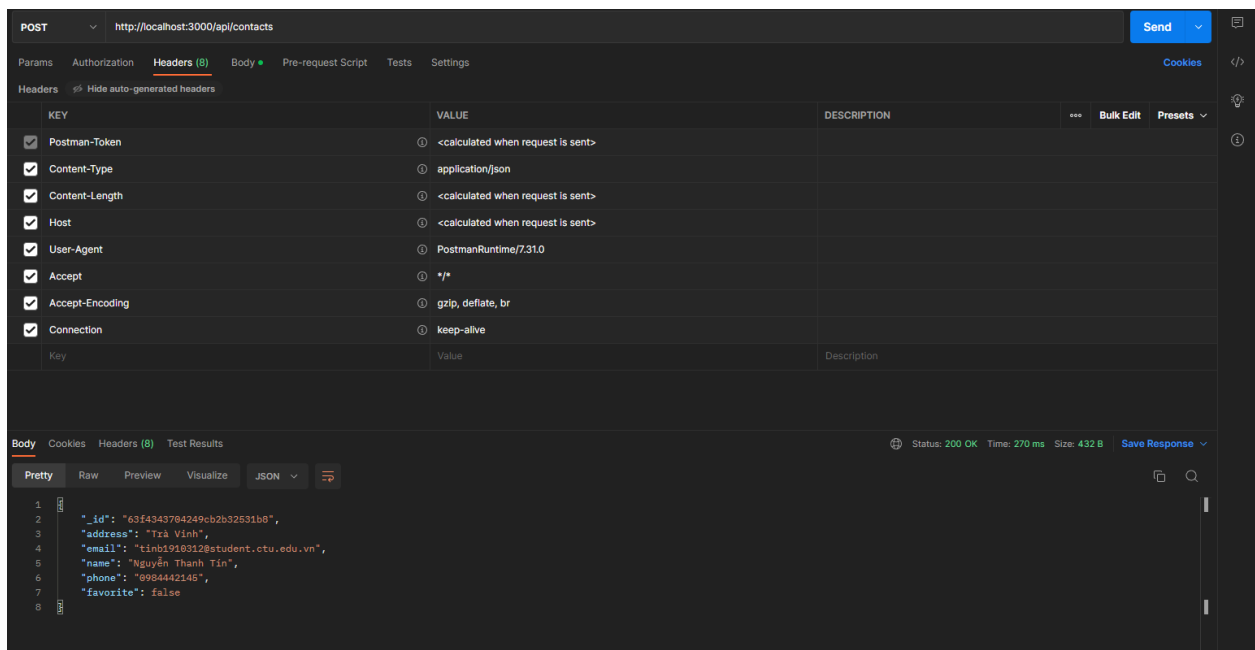 POST http://localhost:3000/api/contacts Send
Params Authorization Headers (8) Body Pre-request Script Tests Settings Cookies
Headers Hide auto-generated headers
KEY VALUE DESCRIPTION Bulk Edit Presets
Postman-Token <calculated when request is sent>
Content-Type application/json
Content-Length <calculated when request is sent>
Host <calculated when request is sent>
User-Agent PostmanRuntime/7.31.0
Accept */*
Accept-Encoding gzip, deflate, br
Connection keep-alive
Key Value Description
Body Cookies Headers (8) Test Results Status: 200 OK Time: 270 ms Size: 432 B Save Response
Pretty Raw Preview Visualize JSON
1 {
2 "_id": "63f4343704249cb2b32531b8",
3 "address": "Trà Vinh",
4 "email": "tinb1910312@student.ctu.edu.vn",
5 "name": "Nguyễn Thanh Tín",
6 "phone": "0984442145",
7 "favorite": false
8 }